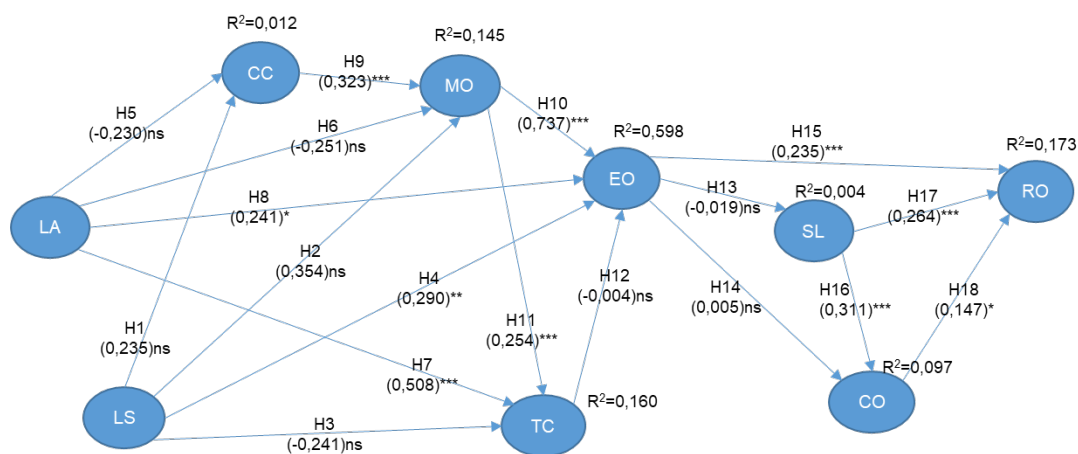 R²=0,012
R²=0,145
CC
H9
(0,323)***
MO
H5
(-0,230)ns
H6
(-0,251)ns
H10
(0,737)***
R²=0,598
H15
(0,235)***
R²=0,173
EO
H13
(-0,019)ns
R²=0,004
H17
(0,264)***
RO
H8
(0,241)*
LA
SL
H2
(0,354)ns
H4
(0,290)**
H12
(-0,004)ns
H14
(0,005)ns
H16
(0,311)***
H18
(0,147)*
H1
(0,235)ns
H11
(0,254)***
H7
(0,508)***
R²=0,097
LS
H3
(-0,241)ns
TC
R²=0,160
CO